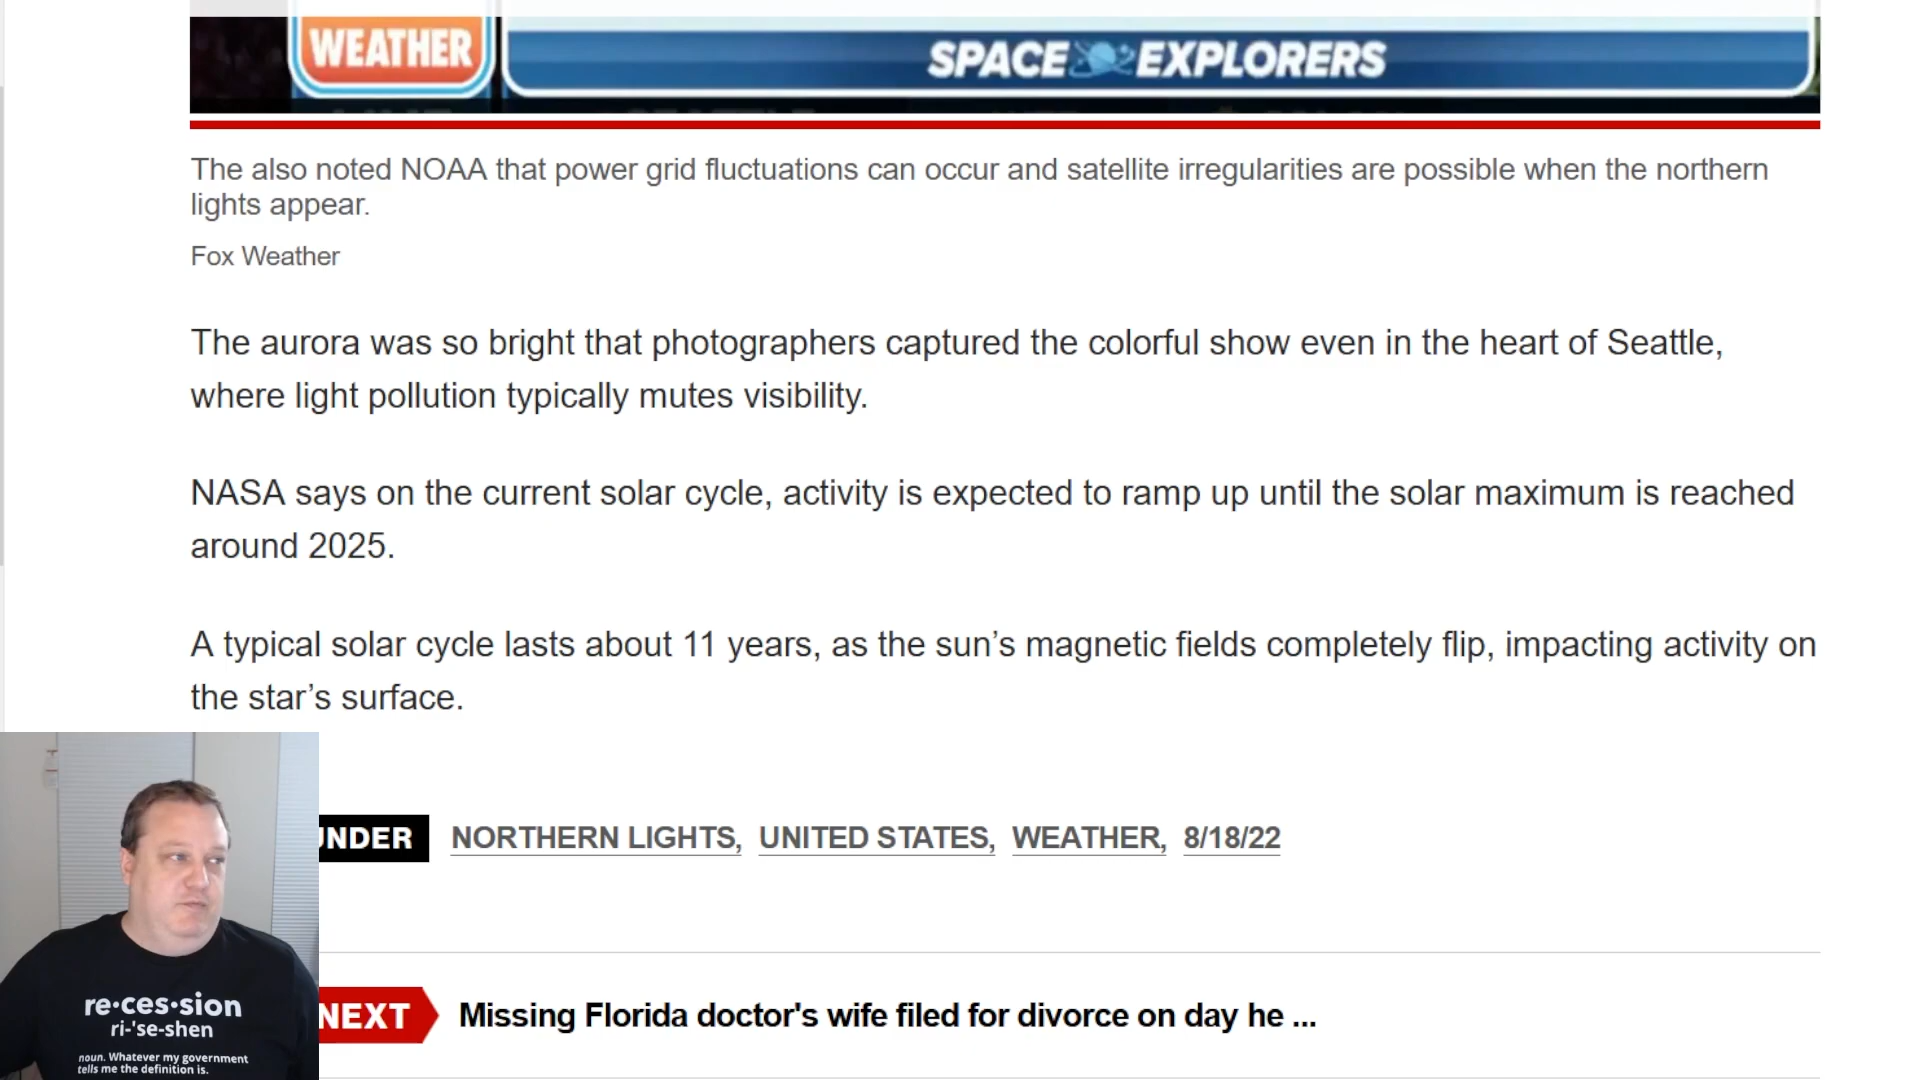 WEATHER
SPACE EXPLORERS
The also noted NOAA that power grid fluctuations can occur and satellite irregularities are possible when the northern
lights appear.
Fox Weather
The aurora was so bright that photographers captured the colorful show even in the heart of Seattle,
where light pollution typically mutes visibility.
NASA says on the current solar cycle, activity is expected to ramp up until the solar maximum is reached
around 2025.
A typical solar cycle lasts about 11 years, as the sun’s magnetic fields completely flip, impacting activity on
the star’s surface.
UNDER NORTHERN LIGHTS, UNITED STATES, WEATHER, 8/18/22
NEXT Missing Florida doctor's wife filed for divorce on day he ...
re·ces·sion
ri-'se-shen
noun. Whatever my government
tells me the definition is.